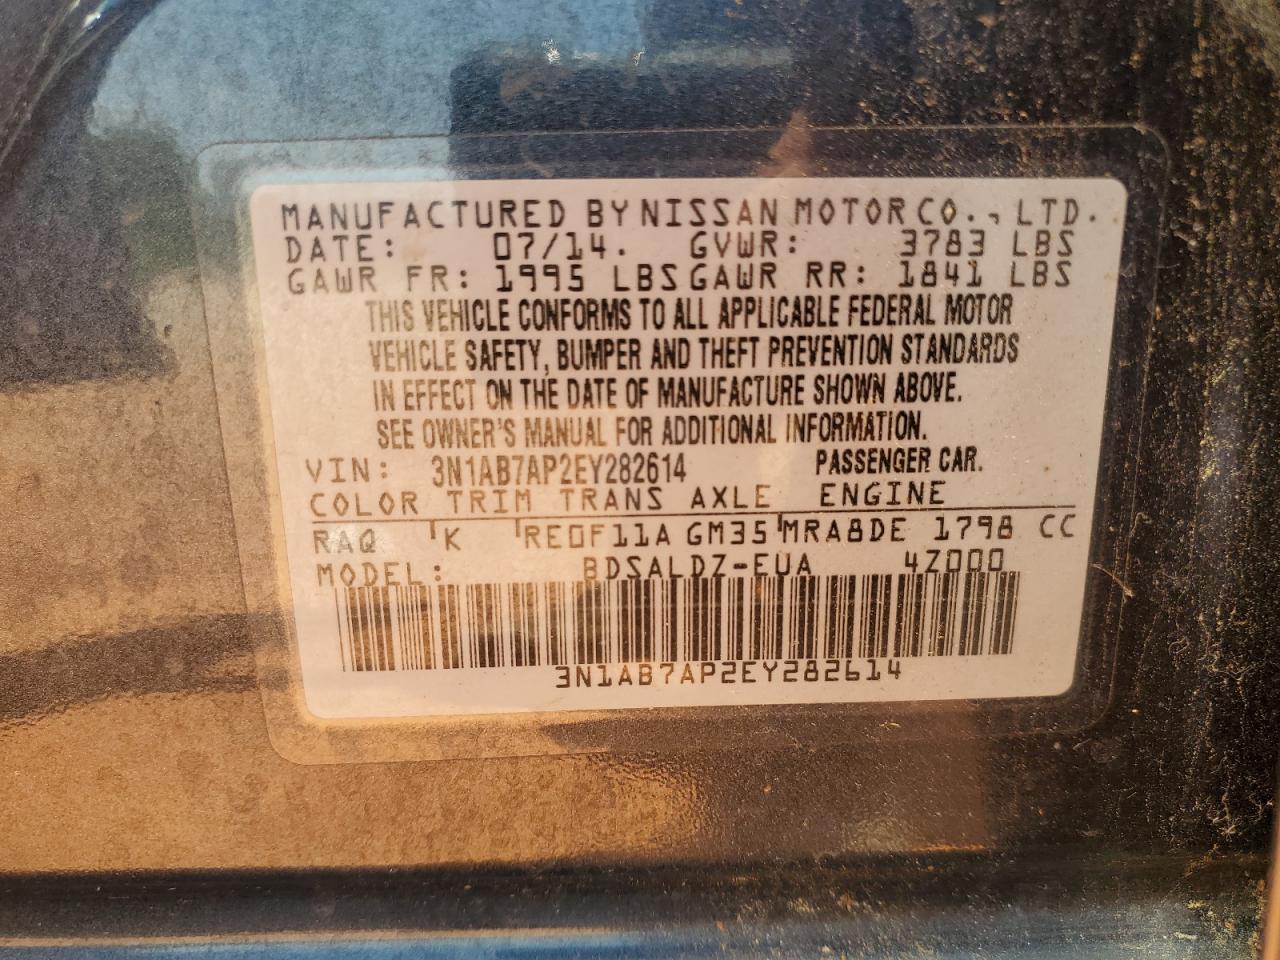 MANUFACTURED BY NISSAN MOTOR CO., LTD.
DATE: 07/14. GVWR: 3783 LBS
GAWR FR: 1995 LBS GAWR RR: 1841 LBS
THIS VEHICLE CONFORMS TO ALL APPLICABLE FEDERAL MOTOR
VEHICLE SAFETY, BUMPER AND THEFT PREVENTION STANDARDS
IN EFFECT ON THE DATE OF MANUFACTURE SHOWN ABOVE.
SEE OWNER'S MANUAL FOR ADDITIONAL INFORMATION.
VIN: 3N1AB7AP2EY282614 PASSENGER CAR.
COLOR TRIM TRANS AXLE ENGINE
RAQ K RE0F11A GM35 MRA8DE 1798 CC
MODEL: BDSALDZ-EUA 4Z000
3N1AB7AP2EY282614